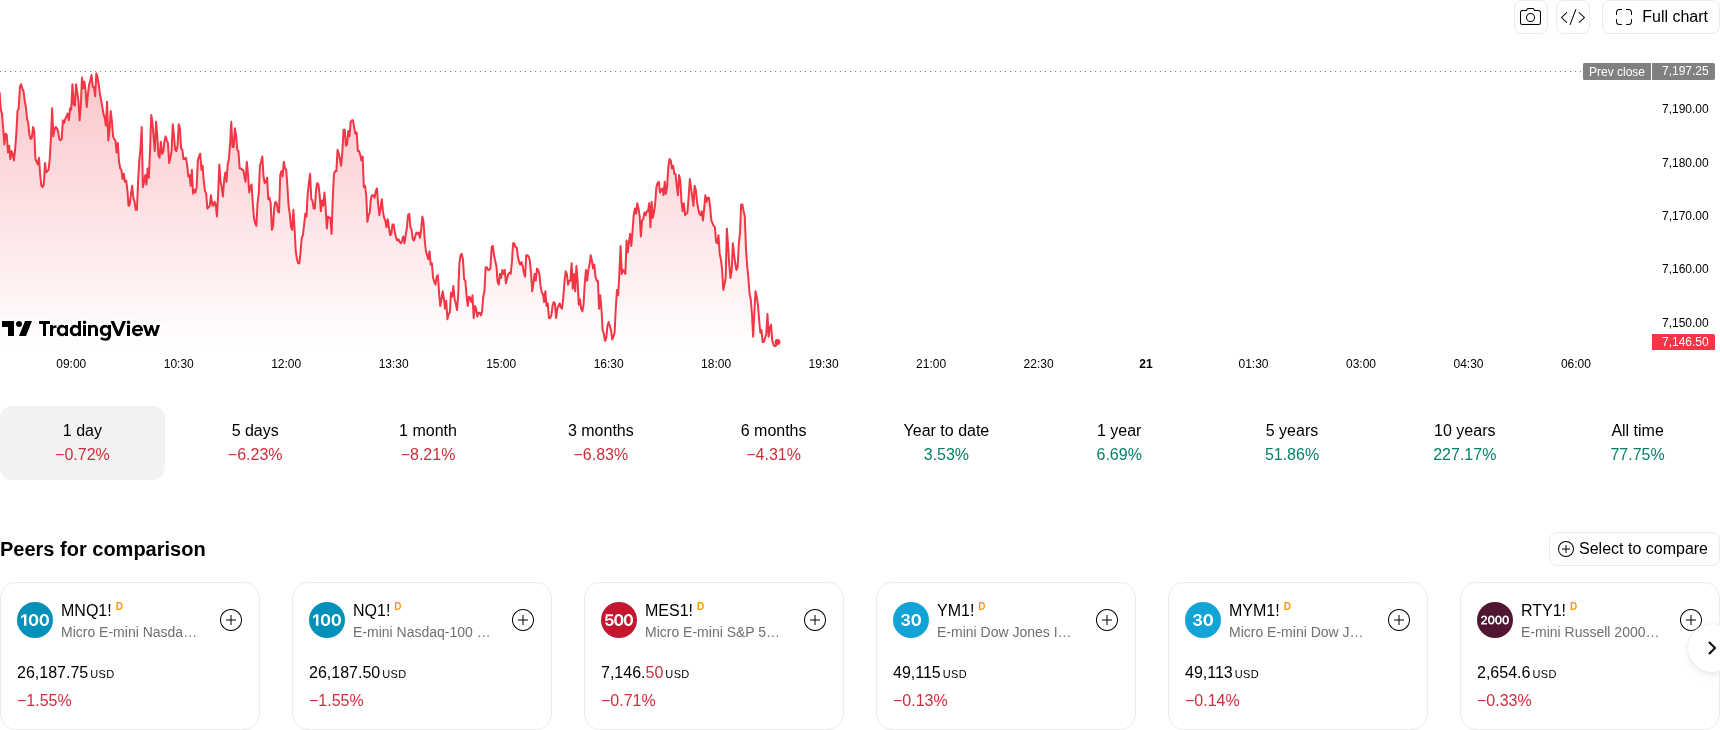 Full chart
Prev close 7,197.25
7,190.00
7,180.00
7,170.00
7,160.00
7,150.00
7,146.50
TradingView
09:00 10:30 12:00 13:30 15:00 16:30 18:00 19:30 21:00 22:30 21 01:30 03:00 04:30 06:00
1 day 5 days 1 month 3 months 6 months Year to date 1 year 5 years 10 years All time
−0.72% −6.23% −8.21% −6.83% −4.31% 3.53% 6.69% 51.86% 227.17% 77.75%
Peers for comparison
Select to compare
100 MNQ1! D
Micro E-mini Nasda…
26,187.75 USD
−1.55%
100 NQ1! D
E-mini Nasdaq-100 …
26,187.50 USD
−1.55%
500 MES1! D
Micro E-mini S&P 5…
7,146.50 USD
−0.71%
30 YM1! D
E-mini Dow Jones I…
49,115 USD
−0.13%
30 MYM1! D
Micro E-mini Dow J…
49,113 USD
−0.14%
2000 RTY1! D
E-mini Russell 2000…
2,654.6 USD
−0.33%